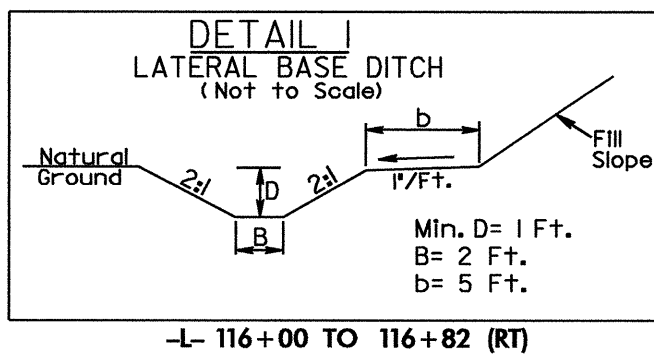 DETAIL 1
LATERAL BASE DITCH
(Not to Scale)
b
Natural
Ground
2:1
D
2:1
1"/Ft.
Fill
Slope
B
Min. D= 1 Ft.
B= 2 Ft.
b= 5 Ft.
-L- 116+00 TO 116+82 (RT)